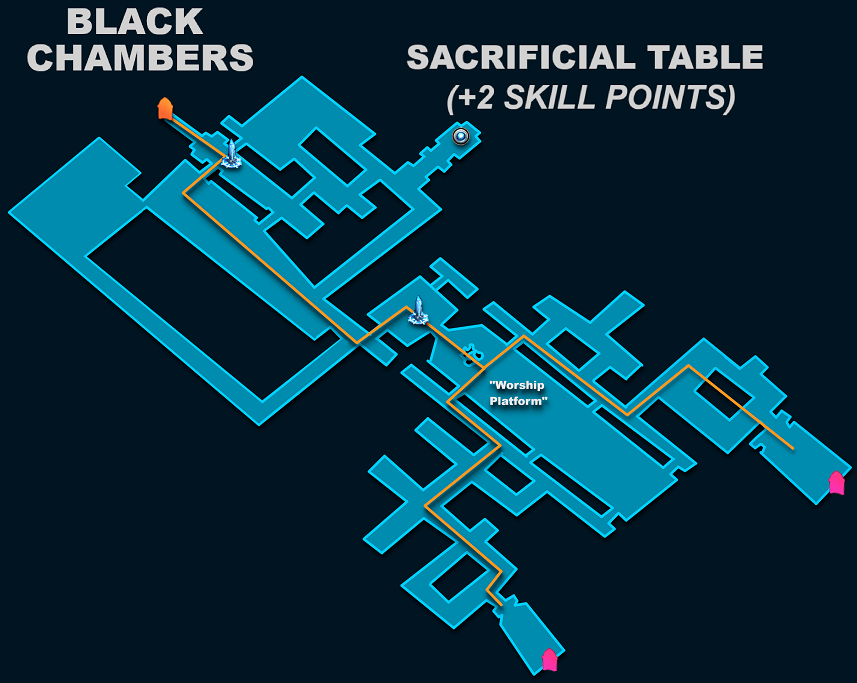 BLACK
CHAMBERS
SACRIFICIAL TABLE
(+2 SKILL POINTS)
"Worship
Platform"